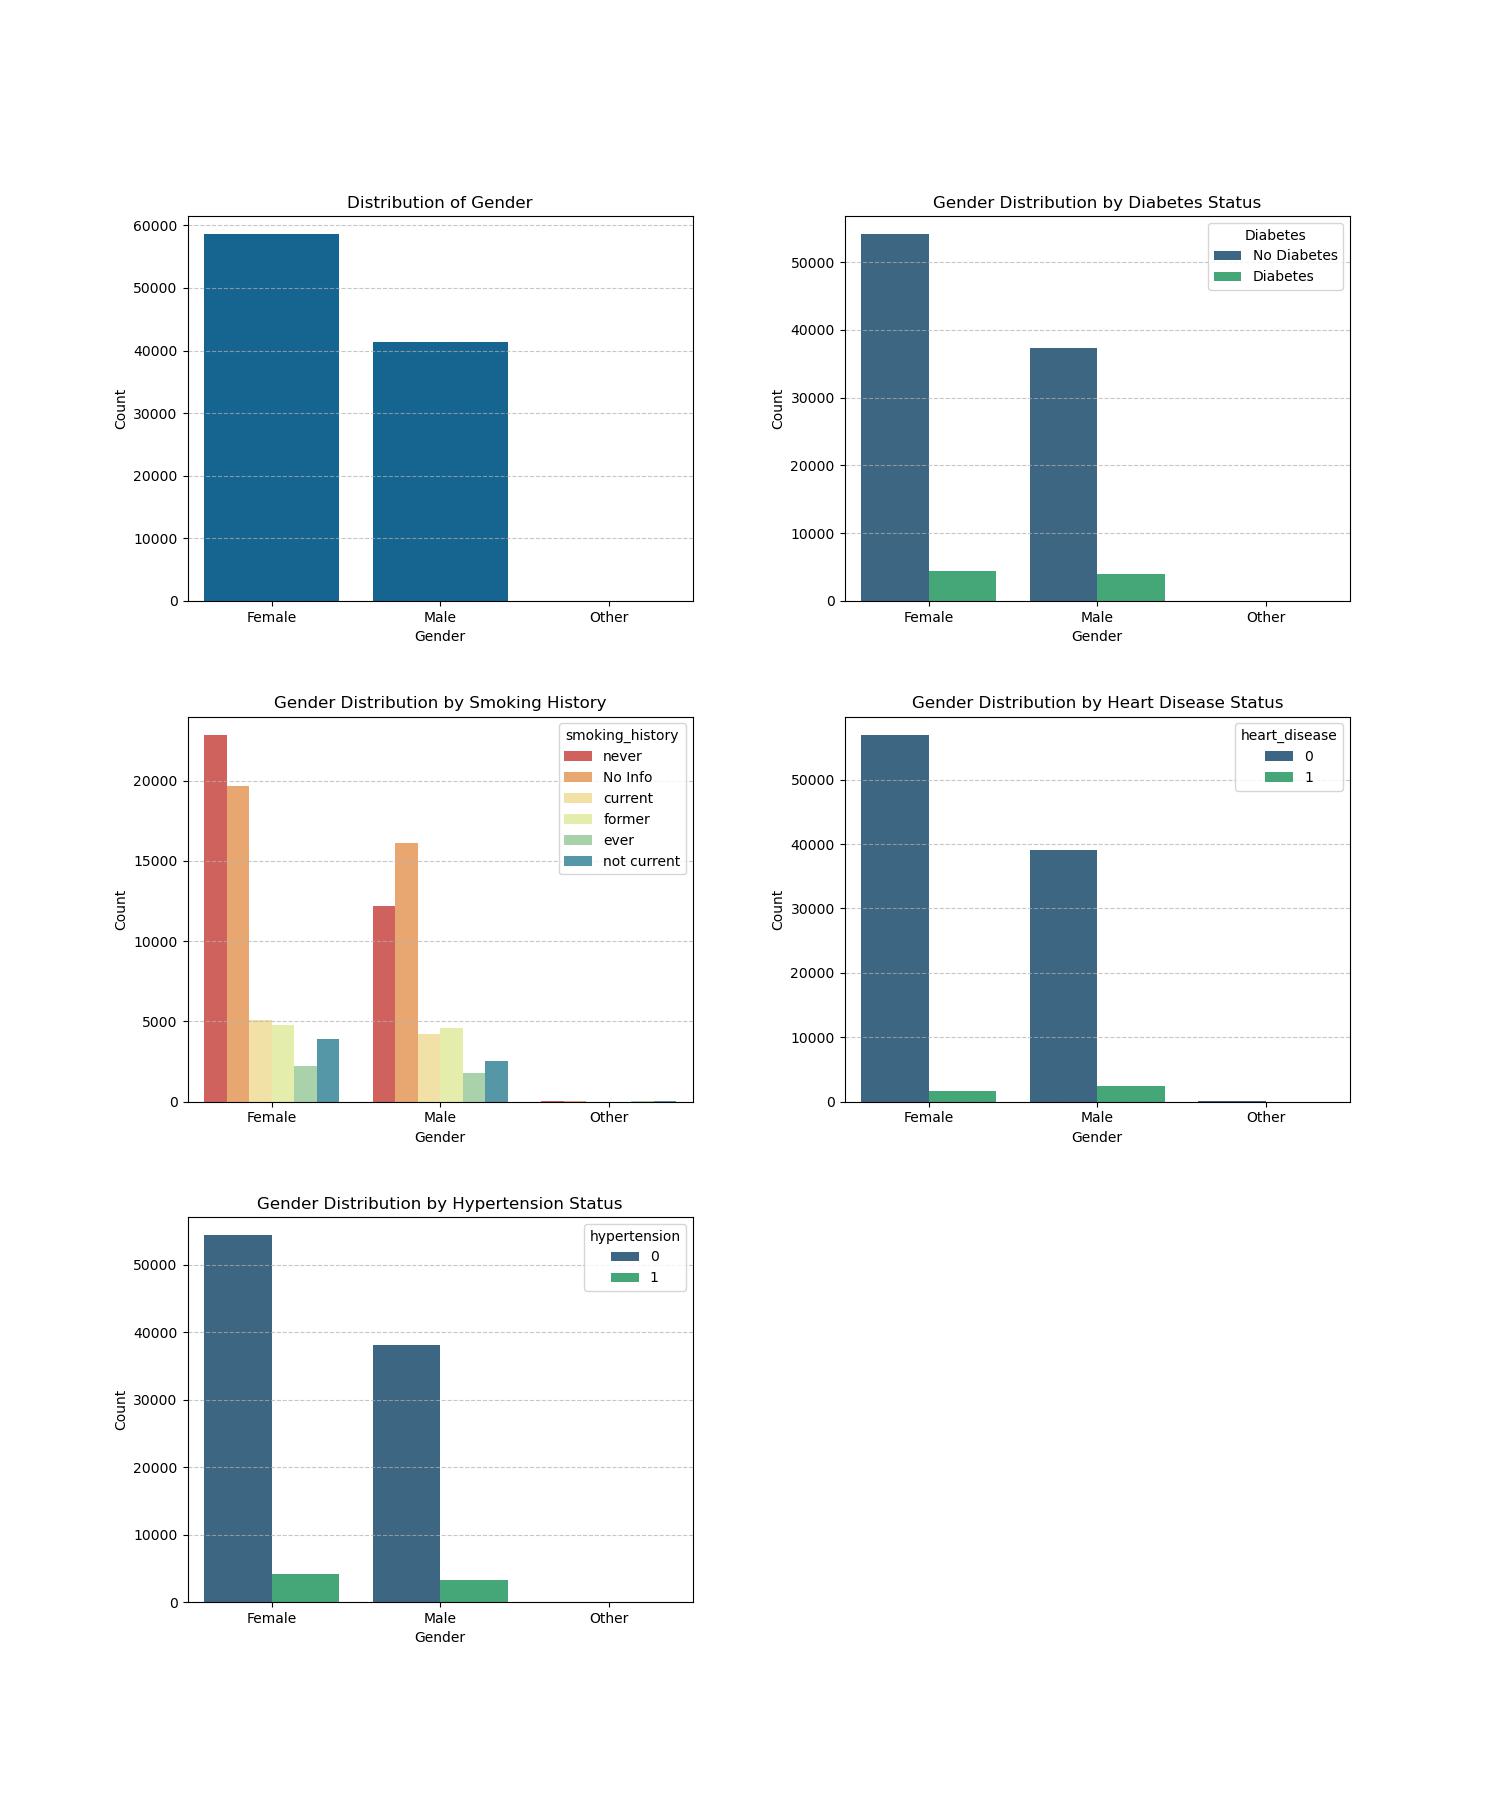 Distribution of Gender
60000
50000
40000
30000
20000
10000
0
Count
Female Male Other
Gender
Gender Distribution by Diabetes Status
Diabetes
No Diabetes
Diabetes
50000
40000
30000
20000
10000
0
Count
Female Male Other
Gender
Gender Distribution by Smoking History
smoking_history
never
No Info
current
former
ever
not current
20000
15000
10000
5000
0
Count
Female Male Other
Gender
Gender Distribution by Heart Disease Status
heart_disease
0
1
50000
40000
30000
20000
10000
0
Count
Female Male Other
Gender
Gender Distribution by Hypertension Status
hypertension
0
1
50000
40000
30000
20000
10000
0
Count
Female Male Other
Gender